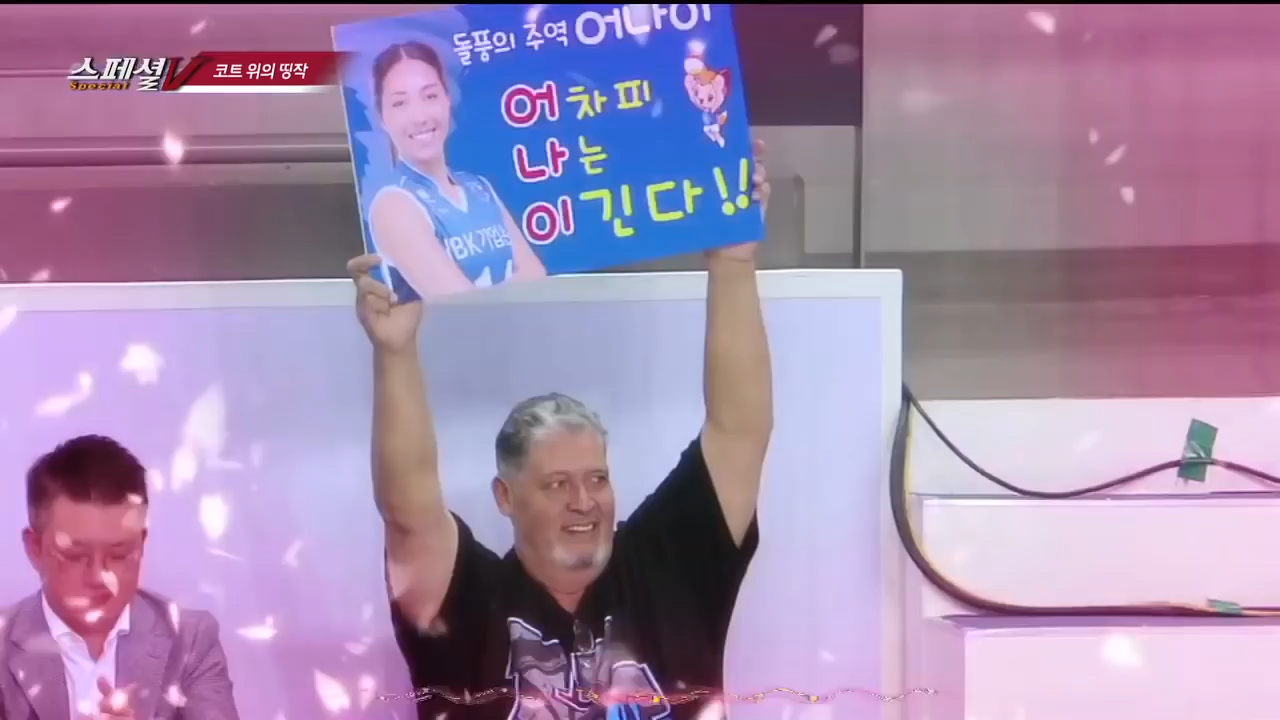 스페셜V
Special
코트 위의 띵작
돌풍의 주역 어나이
어차피
나는
이긴다!!
IBK기업은